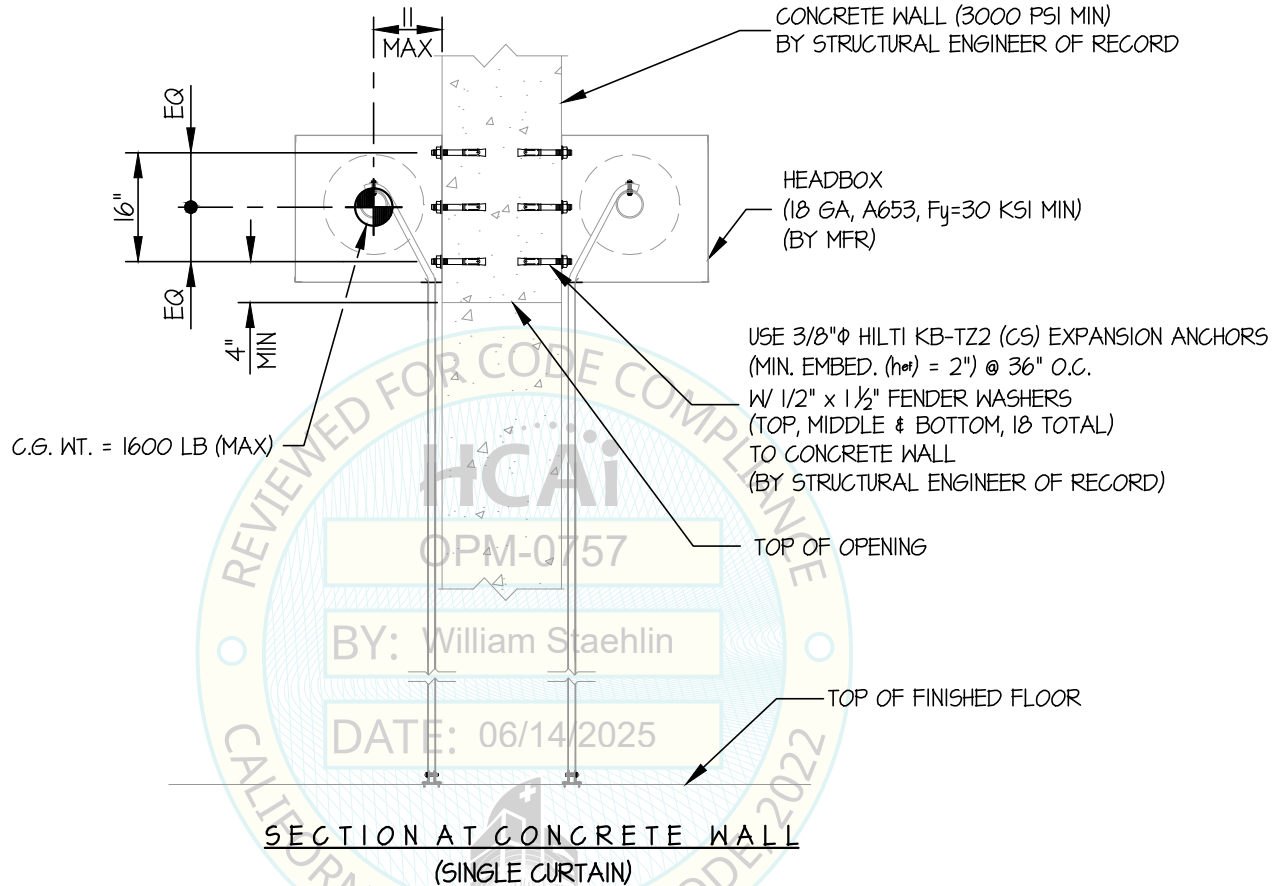 11
MAX
CONCRETE WALL (3000 PSI MIN)
BY STRUCTURAL ENGINEER OF RECORD
EQ
16"
EQ
4"
MIN
HEADBOX
(18 GA, A653, Fy=30 KSI MIN)
(BY MFR)
USE 3/8"Φ HILTI KB-TZ2 (CS) EXPANSION ANCHORS
(MIN. EMBED. (hef) = 2") @ 36" O.C.
W/ 1/2" x 1 1/2" FENDER WASHERS
(TOP, MIDDLE & BOTTOM, 18 TOTAL)
TO CONCRETE WALL
(BY STRUCTURAL ENGINEER OF RECORD)
C.G. WT. = 1600 LB (MAX)
TOP OF OPENING
TOP OF FINISHED FLOOR
REVIEWED FOR CODE COMPLIANCE
HCAi
OPM-0757
BY: William Staehlin
DATE: 06/14/2025
2022
SECTION AT CONCRETE WALL
(SINGLE CURTAIN)